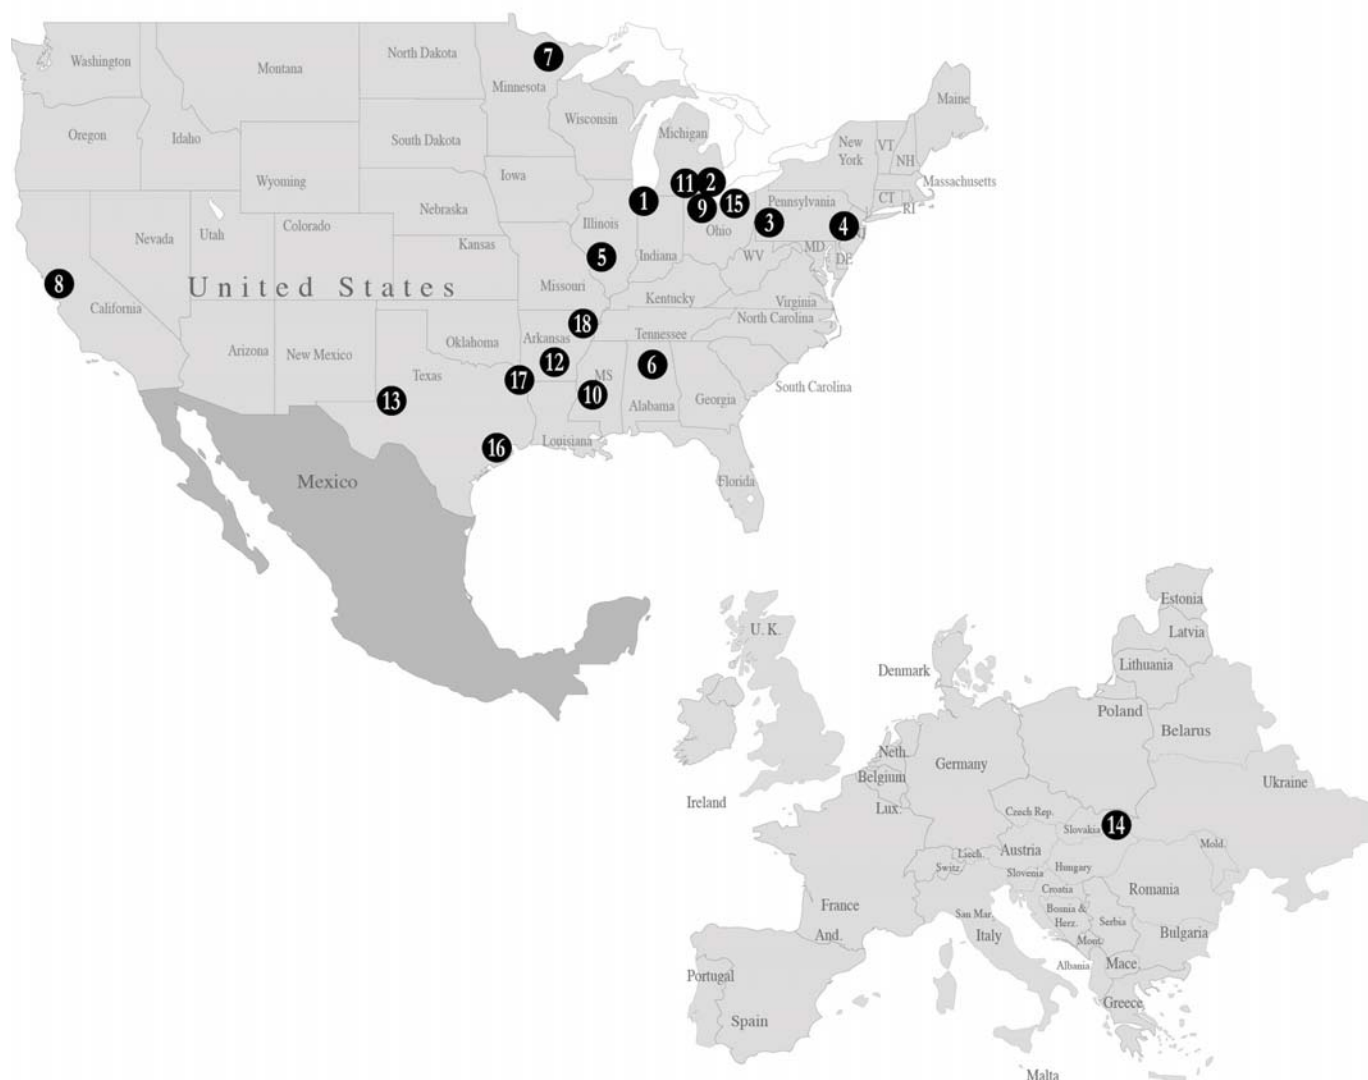 7
Washington
Montana
North Dakota
Minnesota
Maine
Oregon
Idaho
South Dakota
Wisconsin
Michigan
New
York
VT
NH
Wyoming
Iowa
11
2
Massachusetts
Nebraska
1
9
15
Pennsylvania
CT
RI
Nevada
Utah
Colorado
Kansas
Illinois
Ohio
3
4
8
California
United States
Missouri
5
Indiana
WV
MD
DE
Kentucky
Virginia
North Carolina
Arizona
New Mexico
Oklahoma
Arkansas
18
Tennessee
Texas
17
12
MS
6
South Carolina
13
10
Alabama
Georgia
16
Louisiana
Mexico
Florida
Estonia
U. K.
Latvia
Denmark
Lithuania
Poland
Belarus
Neth.
Belgium
Germany
Ukraine
Ireland
Lux.
Czech Rep.
Slovakia
14
Liech.
Austria
Mold.
Switz.
Slovenia
Hungary
Croatia
Romania
France
San Mar.
Bosnia &
Herz.
Serbia
And.
Italy
Mont.
Bulgaria
Portugal
Albania
Mace.
Spain
Greece
Malta